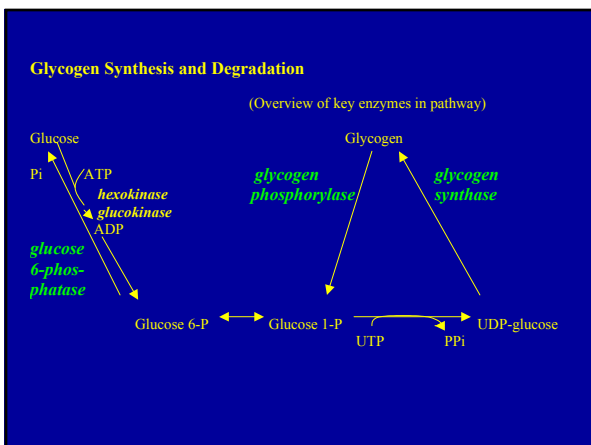 Glycogen Synthesis and Degradation
(Overview of key enzymes in pathway)
Glucose
Glycogen
Pi
ATP
hexokinase
glucokinase
ADP
glucose
6-phos-
phatase
glycogen
phosphorylase
glycogen
synthase
Glucose 6-P
Glucose 1-P
UDP-glucose
UTP
PPi